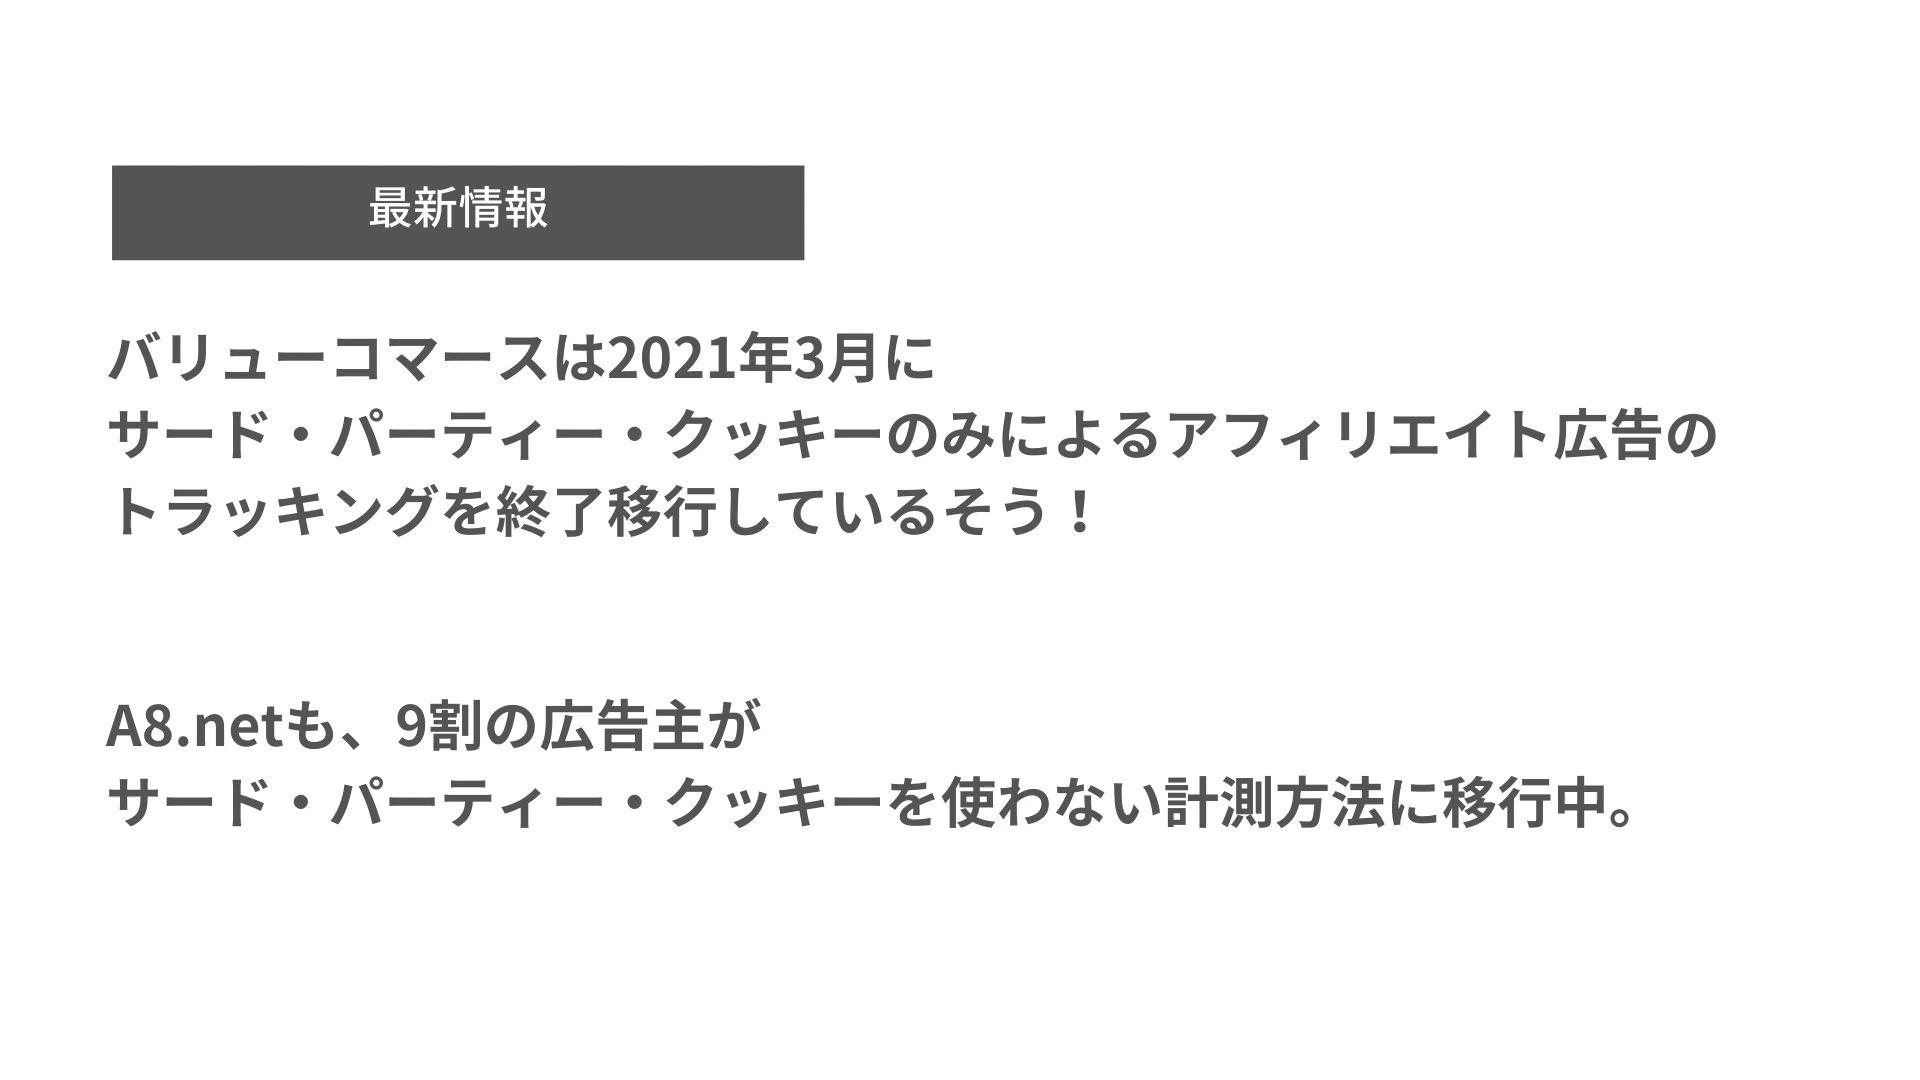 最新情報
バリューコマースは2021年3月に
サード・パーティー・クッキーのみによるアフィリエイト広告の
トラッキングを終了移行しているそう！
A8.netも、9割の広告主が
サード・パーティー・クッキーを使わない計測方法に移行中。